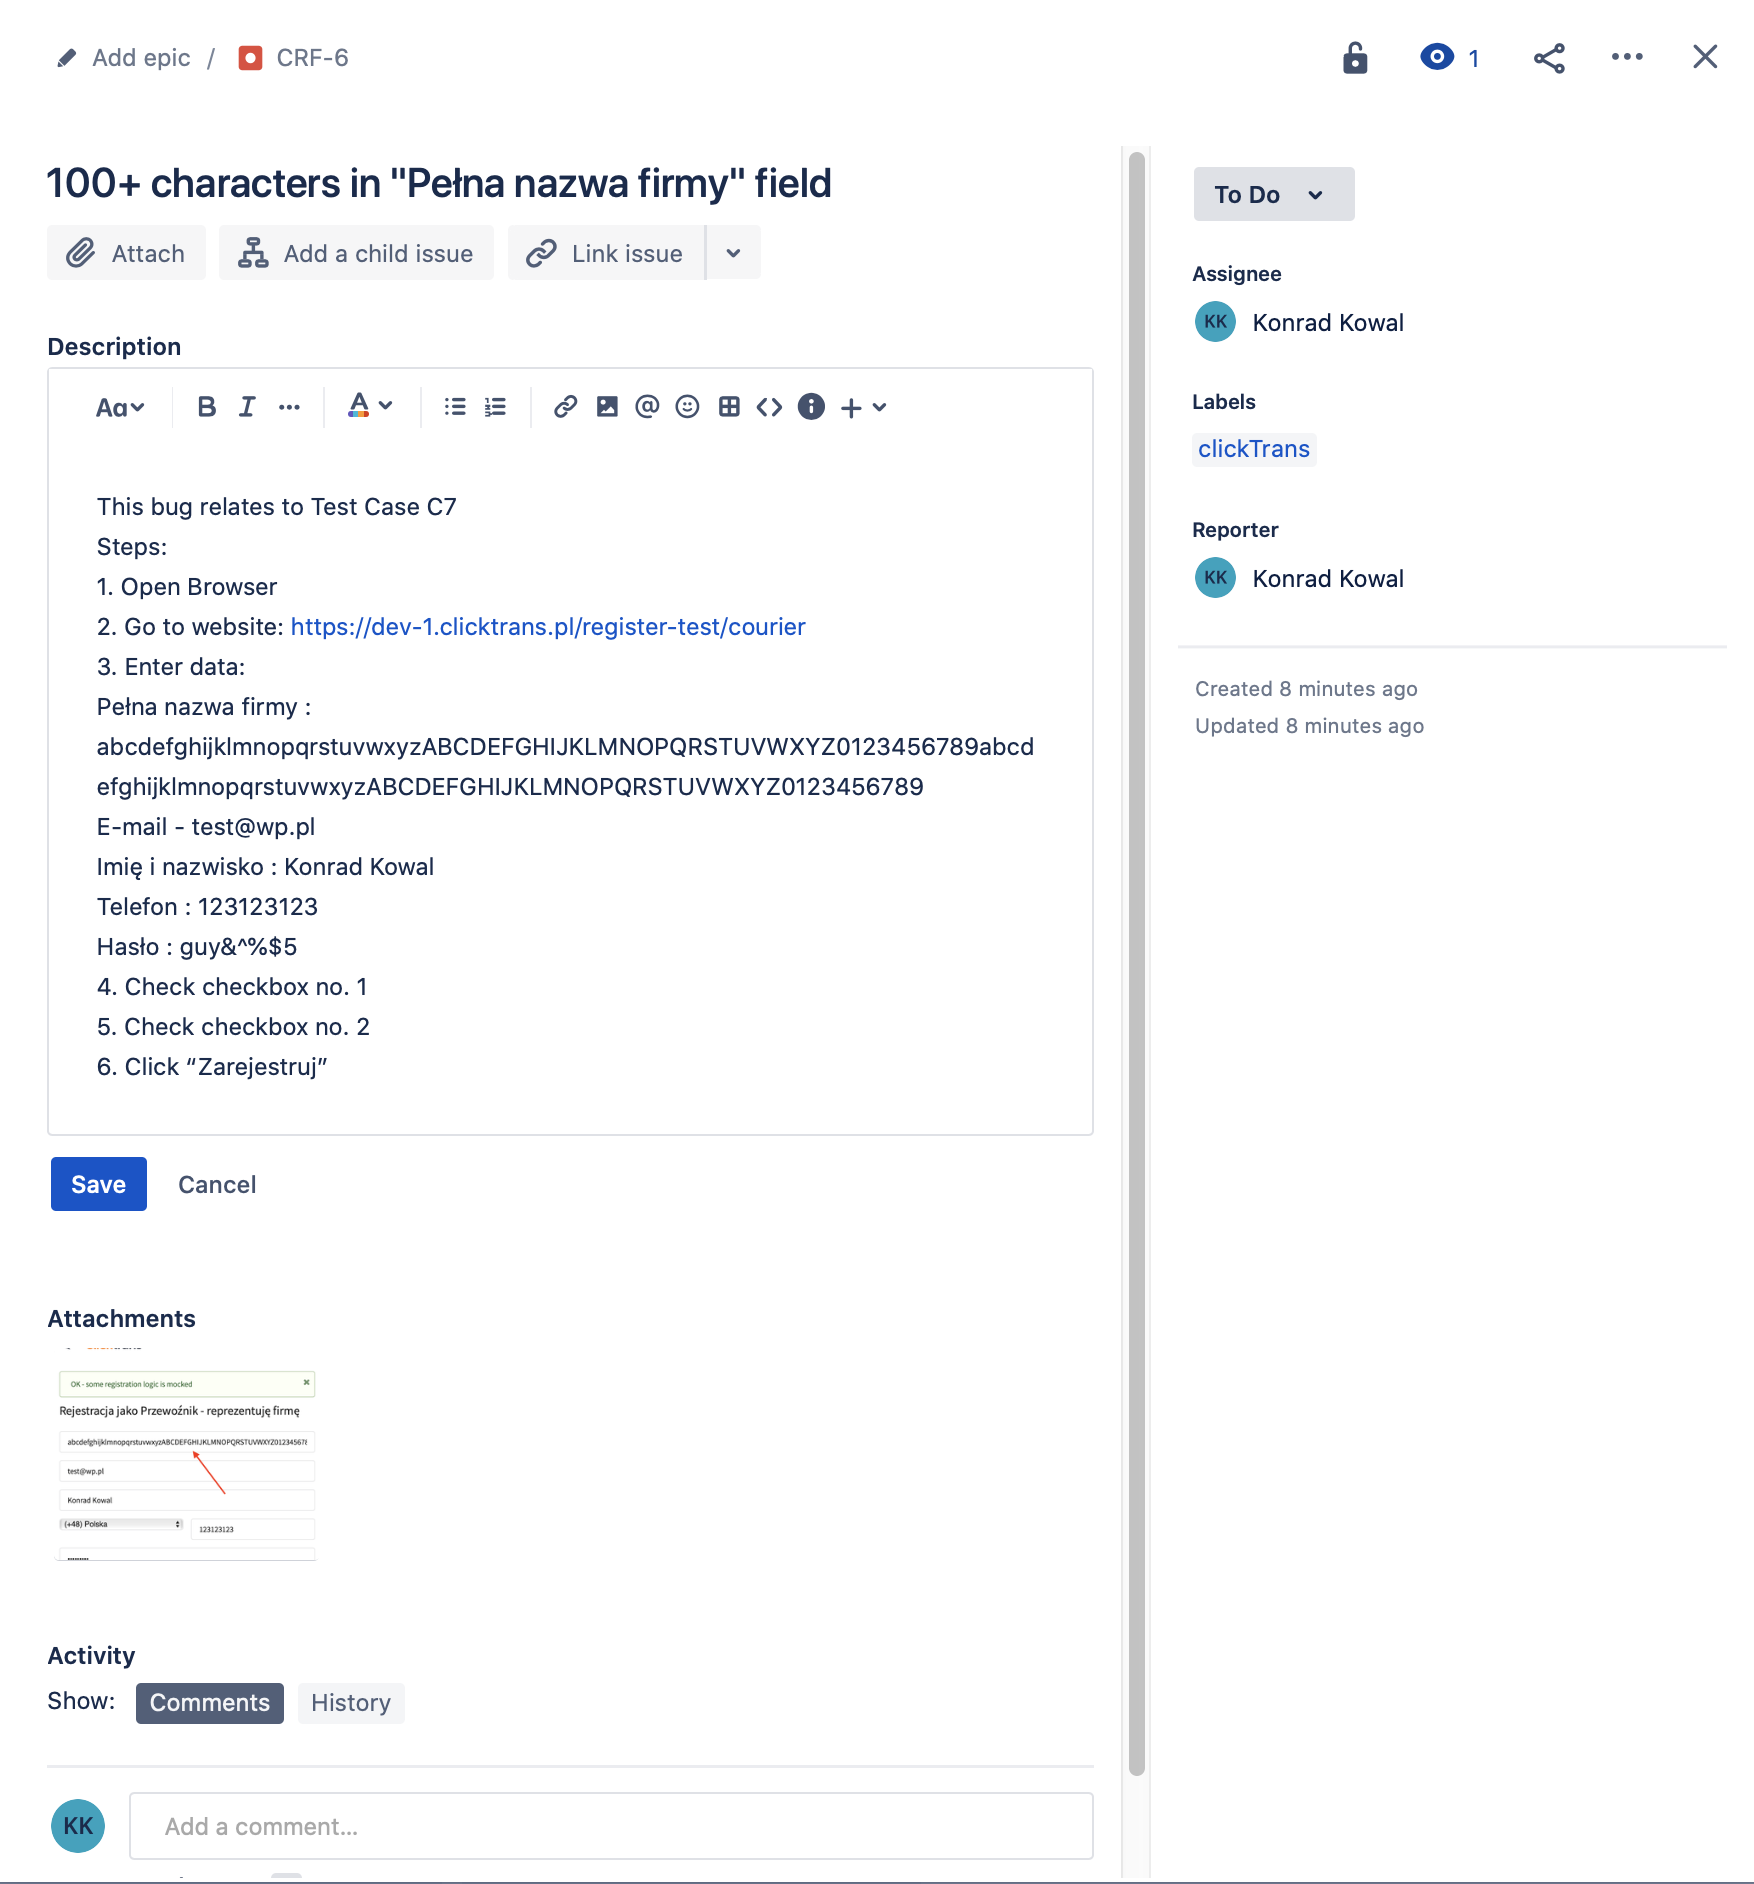 Add epic / CRF-6
1
100+ characters in "Pełna nazwa firmy" field
Attach
Add a child issue
Link issue
Description
Aa
B I ... A
This bug relates to Test Case C7
Steps:
1. Open Browser
2. Go to website: https://dev-1.clicktrans.pl/register-test/courier
3. Enter data:
Pełna nazwa firmy :
abcdefghijklmnopqrstuvwxyzABCDEFGHIJKLMNOPQRSTUVWXYZ0123456789abcd
efghijklmnopqrstuvwxyzABCDEFGHIJKLMNOPQRSTUVWXYZ0123456789
E-mail - test@wp.pl
Imię i nazwisko : Konrad Kowal
Telefon : 123123123
Hasło : guy&^%$5
4. Check checkbox no. 1
5. Check checkbox no. 2
6. Click “Zarejestruj”
Save
Cancel
Attachments
OK - some registration logic is mocked
Rejestracja jako Przewoźnik - reprezentuję firmę
abcdefghijklmnopqrstuvwxyzABCDEFGHIJKLMNOPQRSTUVWXYZ01234567
test@wp.pl
Konrad Kowal
(+48) Polska
123123123
Activity
Show:
Comments
History
KK
Add a comment...
To Do
Assignee
KK Konrad Kowal
Labels
clickTrans
Reporter
KK Konrad Kowal
Created 8 minutes ago
Updated 8 minutes ago